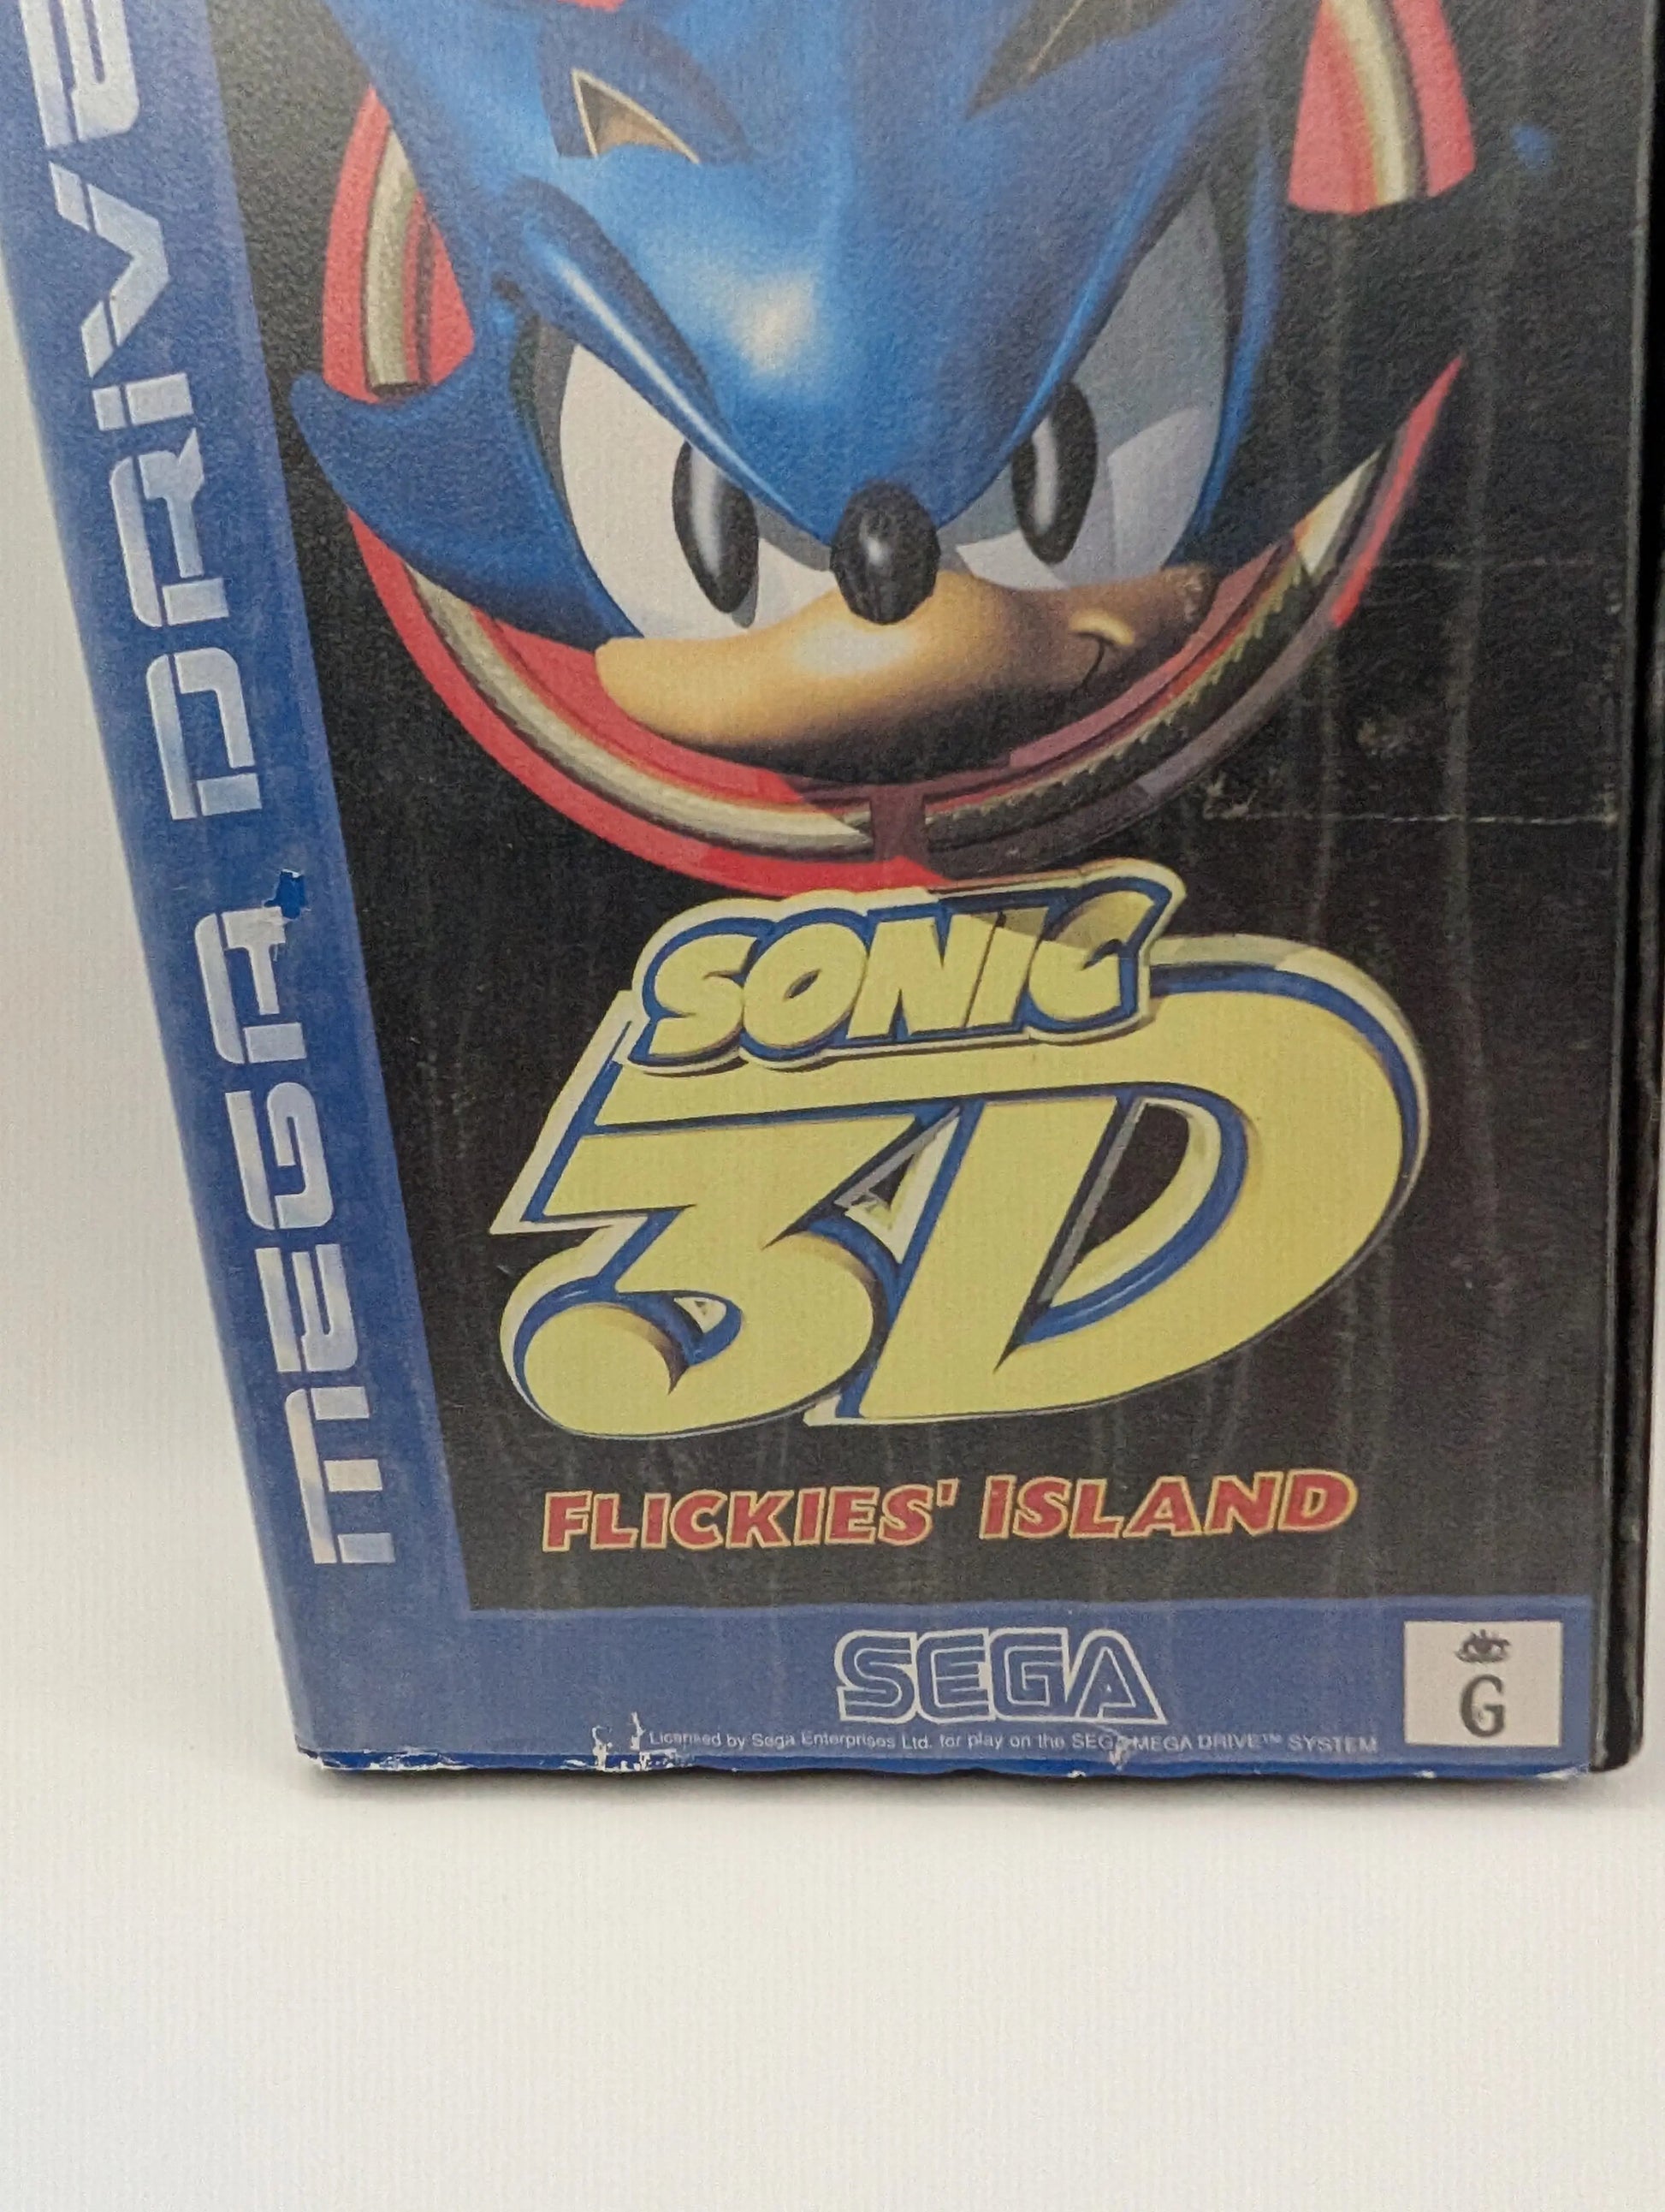 MEGA DRIVE
SONIC
3D
FLICKIES' ISLAND
SEGA
G
Licensed by Sega Enterprises Ltd. for play on the SEGA MEGA DRIVE™ SYSTEM